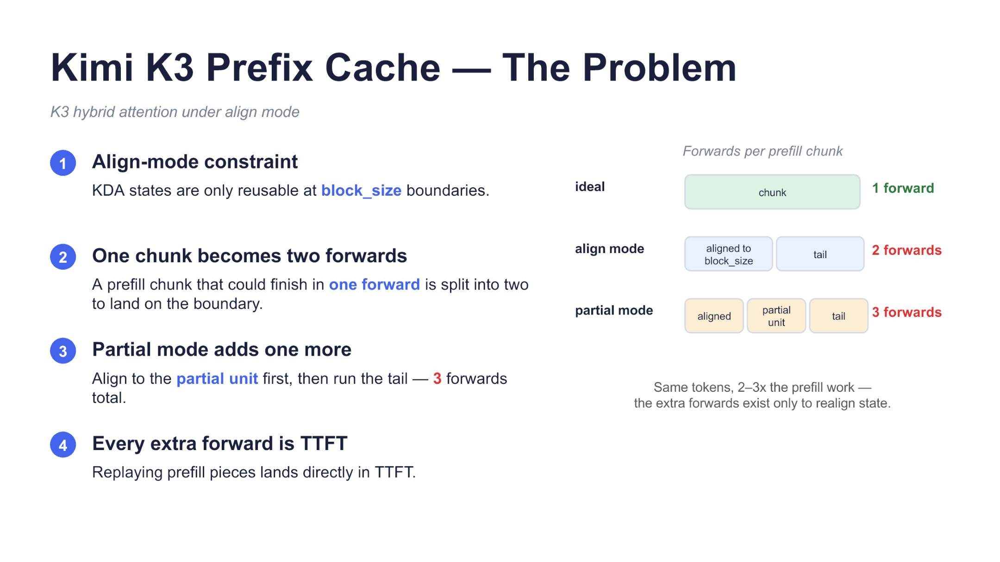 Kimi K3 Prefix Cache — The Problem
K3 hybrid attention under align mode
1
Align-mode constraint
KDA states are only reusable at block_size boundaries.
2
One chunk becomes two forwards
A prefill chunk that could finish in one forward is split into two
to land on the boundary.
3
Partial mode adds one more
Align to the partial unit first, then run the tail — 3 forwards
total.
4
Every extra forward is TTFT
Replaying prefill pieces lands directly in TTFT.
Forwards per prefill chunk
ideal
chunk
1 forward
align mode
aligned to
block_size
tail
2 forwards
partial mode
aligned
partial
unit
tail
3 forwards
Same tokens, 2–3x the prefill work —
the extra forwards exist only to realign state.